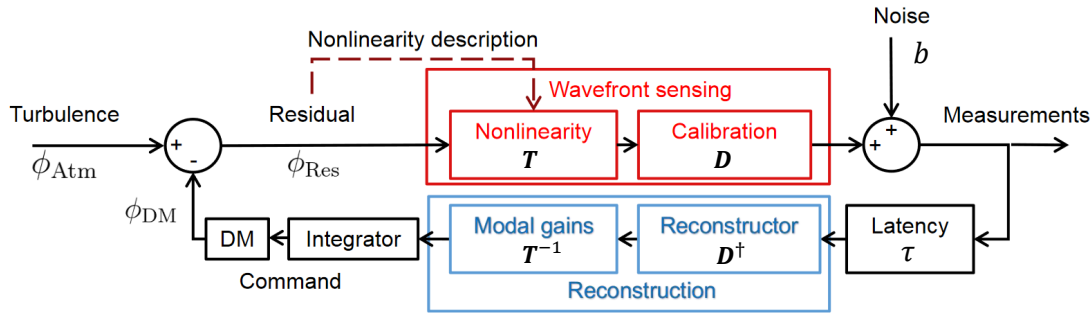 Nonlinearity description
Noise
b
Wavefront sensing
Turbulence
Residual
Measurements
+
-
ϕAtm
ϕRes
Nonlinearity
T
Calibration
D
+
+
ϕDM
DM
Integrator
Command
Modal gains
T⁻¹
Reconstructor
D†
Latency
τ
Reconstruction